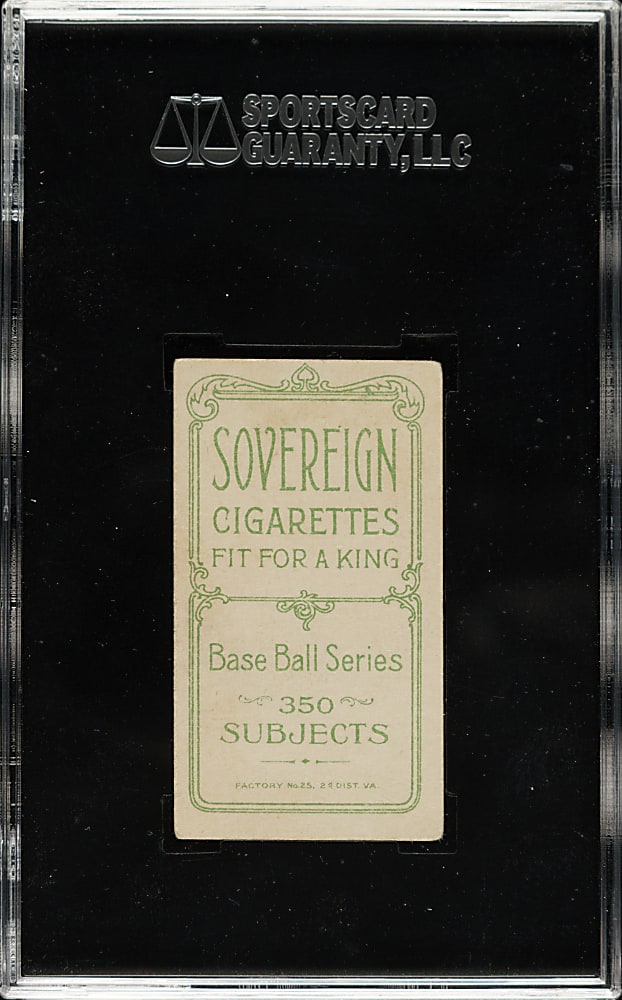 SPORTSCARD
GUARANTY, LLC
SOVEREIGN
CIGARETTES
FIT FOR A KING
Base Ball Series
350
SUBJECTS
FACTORY No. 25, 2d DIST. VA.